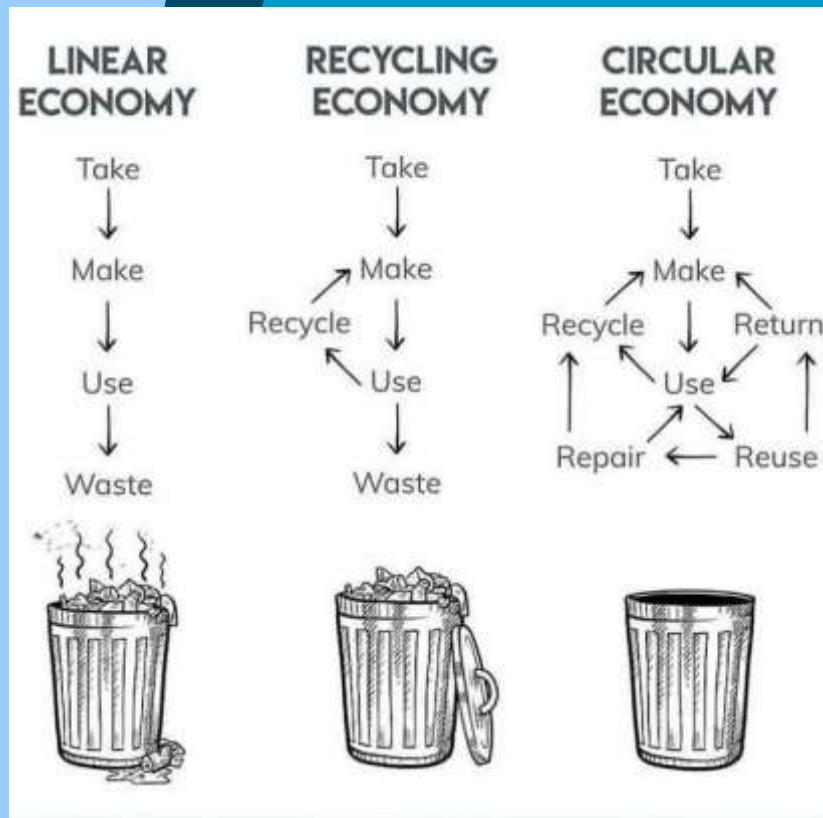 LINEAR
ECONOMY
Take
Make
Use
Waste
RECYCLING
ECONOMY
Take
Make
Recycle
Use
Waste
CIRCULAR
ECONOMY
Take
Make
Recycle Return
Use
Repair Reuse